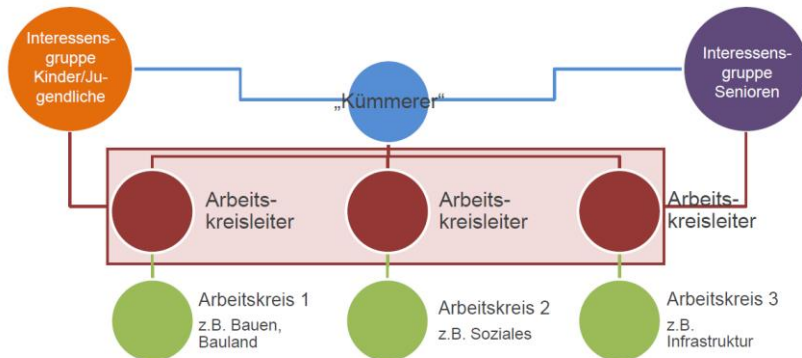 Interessens-
gruppe
Kinder/Ju-
gendliche
„Kümmerer“
Interessens-
gruppe
Senioren
Arbeits-
kreisleiter
Arbeits-
kreisleiter
Arbeits-
kreisleiter
Arbeitskreis 1
z.B. Bauen,
Bauland
Arbeitskreis 2
z.B. Soziales
Arbeitskreis 3
z.B.
Infrastruktur